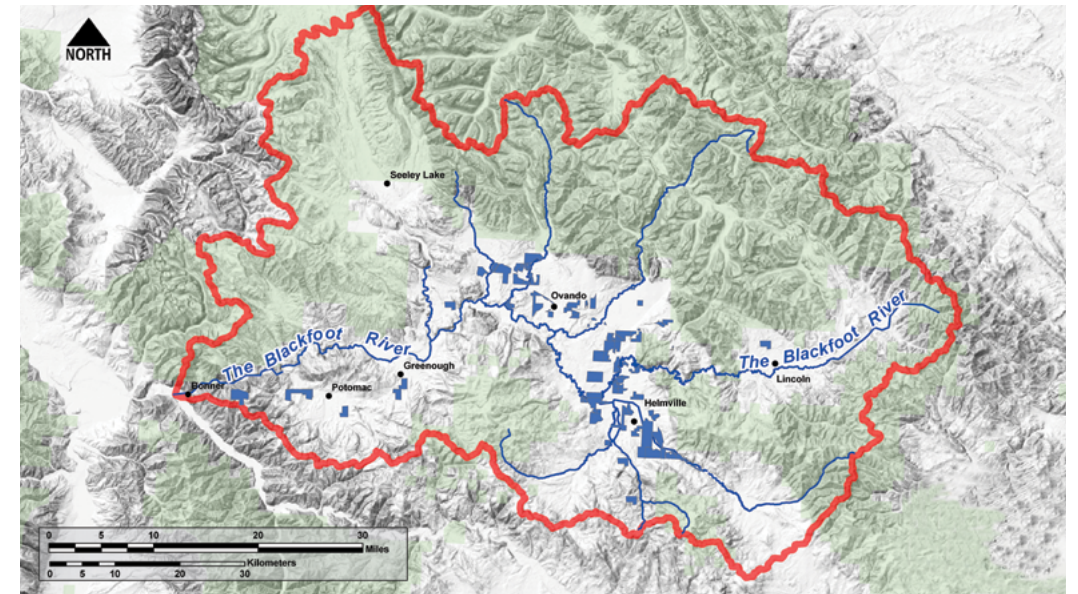 NORTH
Seeley Lake
Ovando
The Blackfoot River
The Blackfoot River
Greenough
Lincoln
Bonner
Potomac
Helmville
0 5 10 20 30
Miles
Kilometers
0 5 10 20 30